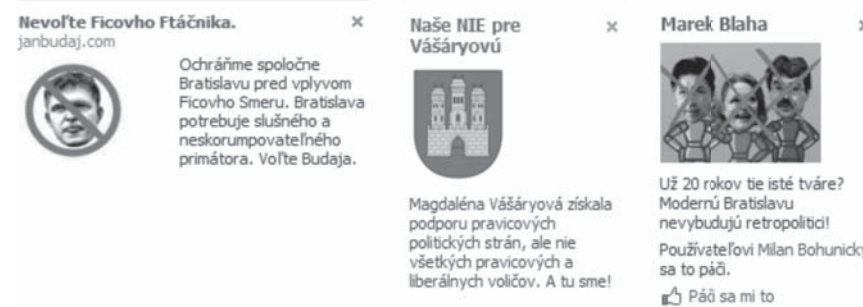 Nevoľte Ficovho Ftáčnika.
janbudaj.com
Ochráňme spoločne
Bratislavu pred vplyvom
Ficovho Smeru. Bratislava
potrebuje slušného a
neskorumpovateľného
primátora. Voľte Budaja.
Naše NIE pre
Vášáryovú
Magdaléna Vášáryová získala
podporu pravicových
politických strán, ale nie
všetkých pravicových a
liberálnych voličov. A tu sme!
Marek Blaha
Už 20 rokov tie isté tváre?
Modernú Bratislavu
nevybudujú retropolitici!
Používateľovi Milan Bohunický
sa to páči.
Páči sa mi to